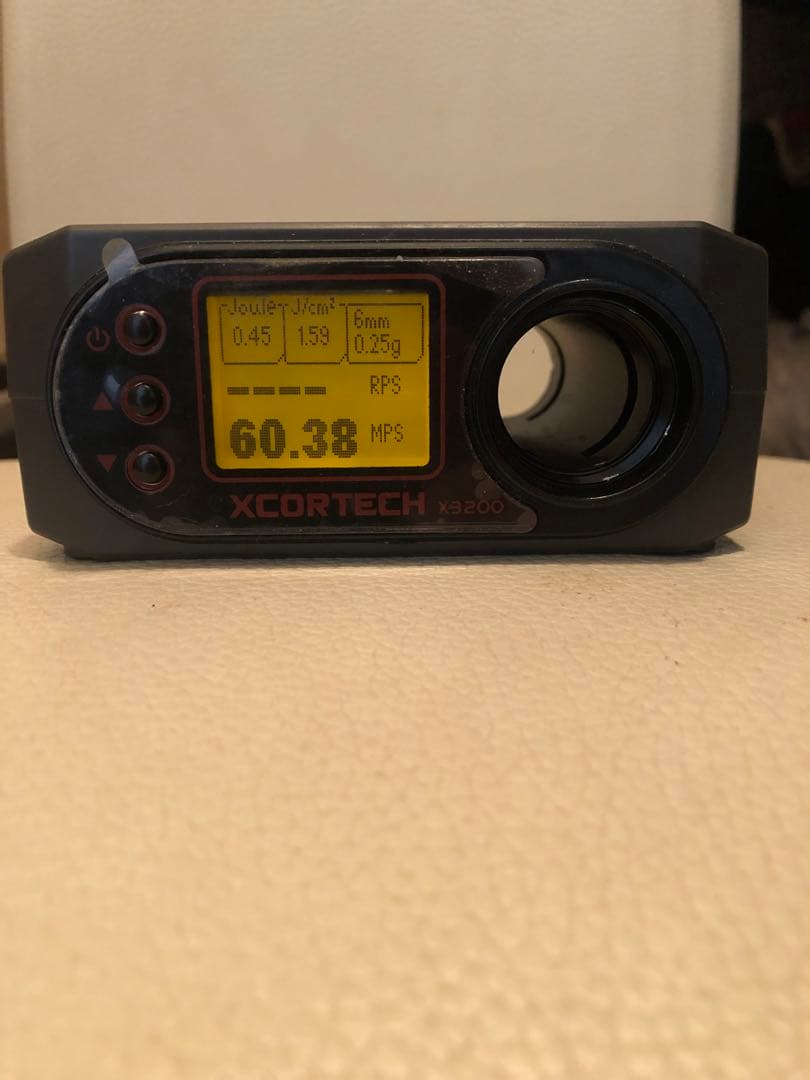 Joule J/cm² 6mm
0.45 1.59 0.25g
---- RPS
60.38 MPS
XCORTECH X3200